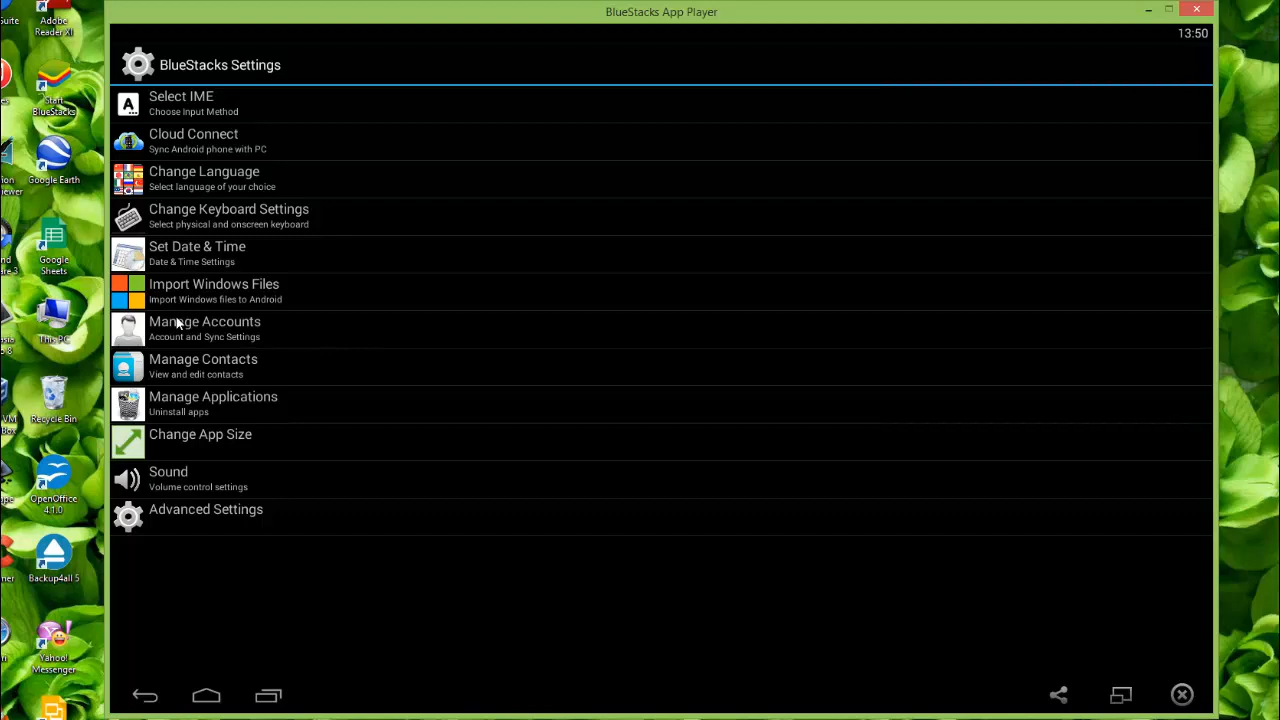 BlueStacks App Player
13:50
BlueStacks Settings
Select IME
Choose Input Method
Cloud Connect
Sync Android phone with PC
Change Language
Select language of your choice
Change Keyboard Settings
Select physical and onscreen keyboard
Set Date & Time
Date & Time Settings
Import Windows Files
Import Windows files to Android
Manage Accounts
Account and Sync Settings
Manage Contacts
View and edit contacts
Manage Applications
Uninstall apps
Change App Size
Sound
Volume control settings
Advanced Settings
Adobe
Reader XI
Start
BlueStacks
Google Earth
Google
Sheets
This PC
Recycle Bin
OpenOffice
4.1.0
Backup4all 5
Yahoo!
Messenger